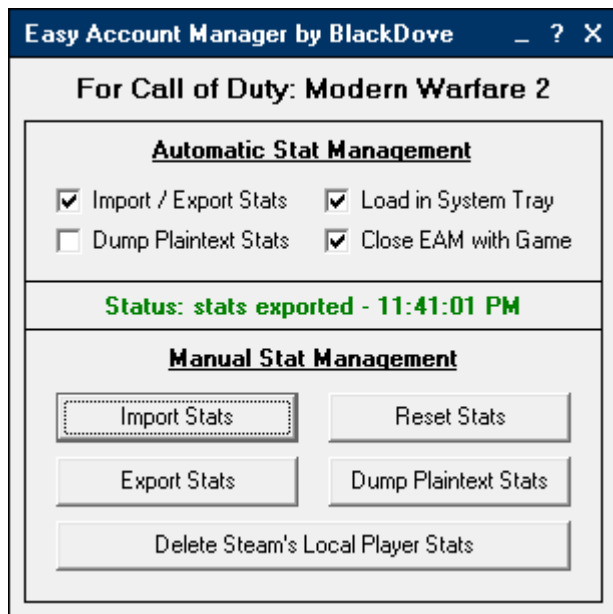 Easy Account Manager by BlackDove
For Call of Duty: Modern Warfare 2
Automatic Stat Management
Import / Export Stats Load in System Tray
Dump Plaintext Stats Close EAM with Game
Status: stats exported - 11:41:01 PM
Manual Stat Management
Import Stats Reset Stats
Export Stats Dump Plaintext Stats
Delete Steam's Local Player Stats